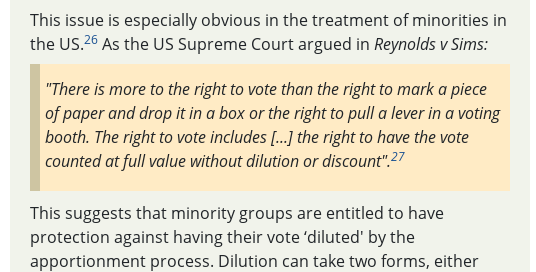 This issue is especially obvious in the treatment of minorities in
the US.26 As the US Supreme Court argued in Reynolds v Sims:
"There is more to the right to vote than the right to mark a piece
of paper and drop it in a box or the right to pull a lever in a voting
booth. The right to vote includes [...] the right to have the vote
counted at full value without dilution or discount".27
This suggests that minority groups are entitled to have
protection against having their vote ‘diluted' by the
apportionment process. Dilution can take two forms, either